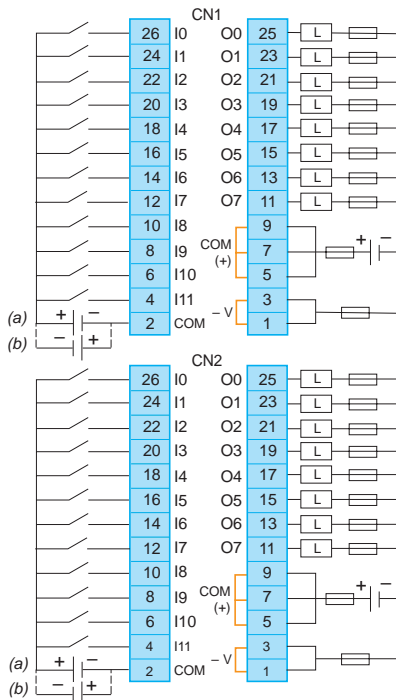 CN1
26 I0 O0 25 L
24 I1 O1 23 L
22 I2 O2 21 L
20 I3 O3 19 L
18 I4 O4 17 L
16 I5 O5 15 L
14 I6 O6 13 L
12 I7 O7 11 L
10 I8 9
8 I9 COM (+) 7 + −
6 I10 5
4 I11 3
(a) + − 2 COM − V 1
(b) − +
CN2
26 I0 O0 25 L
24 I1 O1 23 L
22 I2 O2 21 L
20 I3 O3 19 L
18 I4 O4 17 L
16 I5 O5 15 L
14 I6 O6 13 L
12 I7 O7 11 L
10 I8 9
8 I9 COM (+) 7 + −
6 I10 5
4 I11 3
(a) + − 2 COM − V 1
(b) − +